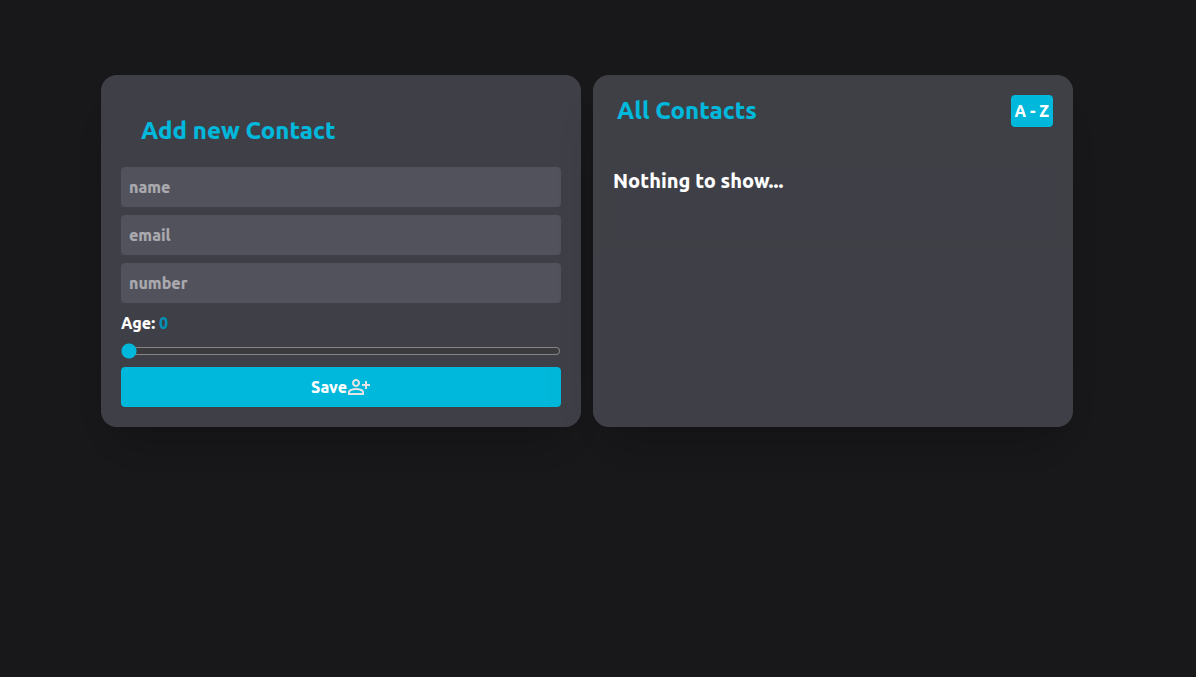 Add new Contact
name
email
number
Age: 0
Save
All Contacts
A - Z
Nothing to show...